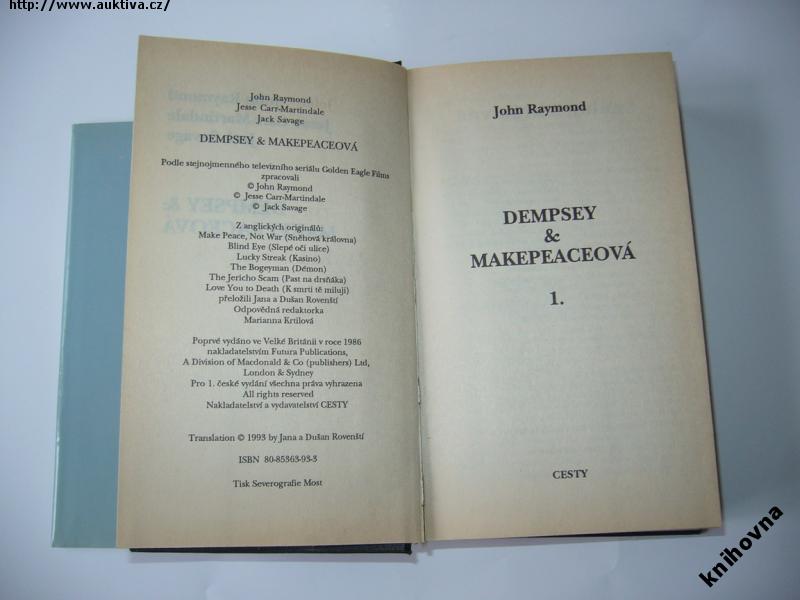 http://www.auktiva.cz/
John Raymond
Jesse Carr-Martindale
Jack Savage
DEMPSEY & MAKEPEACEOVÁ
Podle stejnojmenného televizního seriálu Golden Eagle Films
zpracovali
© John Raymond
© Jesse Carr-Martindale
© Jack Savage
Z anglických originálů:
Make Peace, Not War (Sněhová královna)
Blind Eye (Slepé oči ulice)
Lucky Streak (Kasino)
The Bogeyman (Démon)
The Jericho Scam (Past na drsňáka)
Love You to Death (K smrti tě miluji)
přeložili Jana a Dušan Rovenští
Odpovědná redaktorka
Marianna Krtilová
Poprvé vydáno ve Velké Británii v roce 1986
nakladatelstvím Futura Publications,
A Division of Macdonald & Co (publishers) Ltd,
London & Sydney
Pro 1. české vydání všechna práva vyhrazena
All rights reserved
Nakladatelství a vydavatelství CESTY
Translation © 1993 by Jana a Dušan Rovenští
ISBN 80-85363-93-3
Tisk Severografie Most
John Raymond
DEMPSEY
&
MAKEPEACEOVÁ
1.
CESTY
knihovna